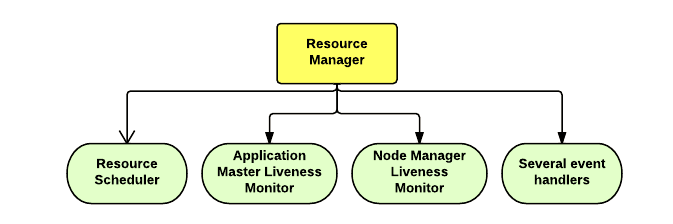 Resource
Manager
Resource
Scheduler
Application
Master Liveness
Monitor
Node Manager
Liveness
Monitor
Several event
handlers